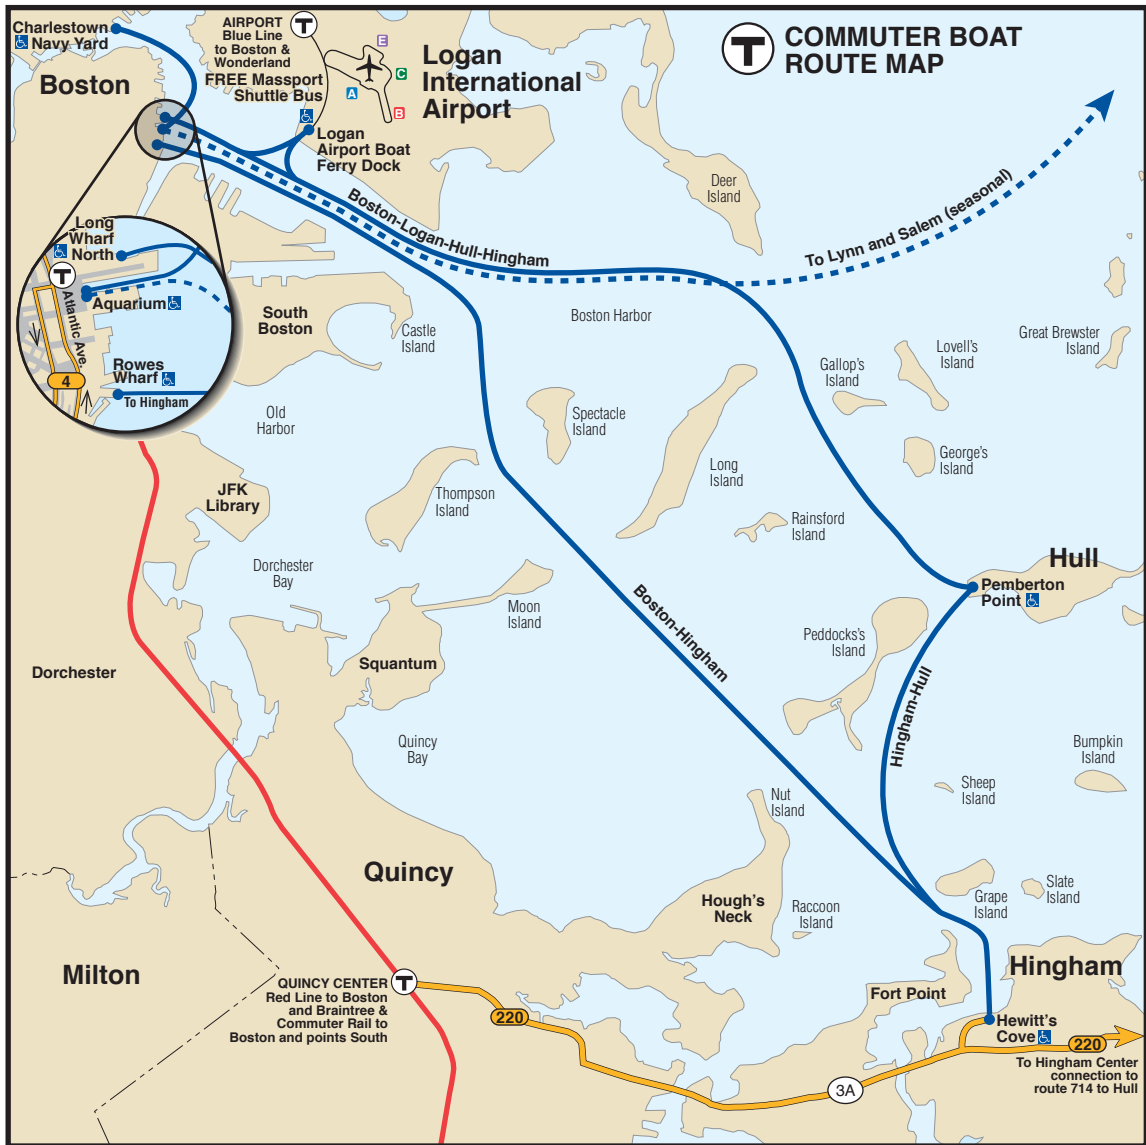 T COMMUTER BOAT
ROUTE MAP
Charlestown
Navy Yard
Boston
AIRPORT
Blue Line
to Boston &
Wonderland
FREE Massport
Shuttle Bus
T
E
C
A
B
Logan
International
Airport
Logan
Airport Boat
Ferry Dock
Deer
Island
Boston-Logan-Hull-Hingham
To Lynn and Salem (seasonal)
Long
Wharf
North
T
Aquarium
Atlantic Ave.
Rowes
Wharf
4
To Hingham
South
Boston
Castle
Island
Boston Harbor
Great Brewster
Island
Lovell's
Island
Gallop's
Island
Old
Harbor
Spectacle
Island
George's
Island
Long
Island
JFK
Library
Thompson
Island
Rainsford
Island
Hull
Pemberton
Point
Dorchester
Bay
Moon
Island
Boston-Hingham
Peddocks's
Island
Squantum
Dorchester
Hingham-Hull
Quincy
Bay
Bumpkin
Island
Sheep
Island
Nut
Island
Quincy
Hough's
Neck
Raccoon
Island
Grape
Island
Slate
Island
Milton
Hingham
QUINCY CENTER
Red Line to Boston
and Braintree &
Commuter Rail to
Boston and points South
T
220
Fort Point
Hewitt's
Cove
220
To Hingham Center
connection to
route 714 to Hull
3A